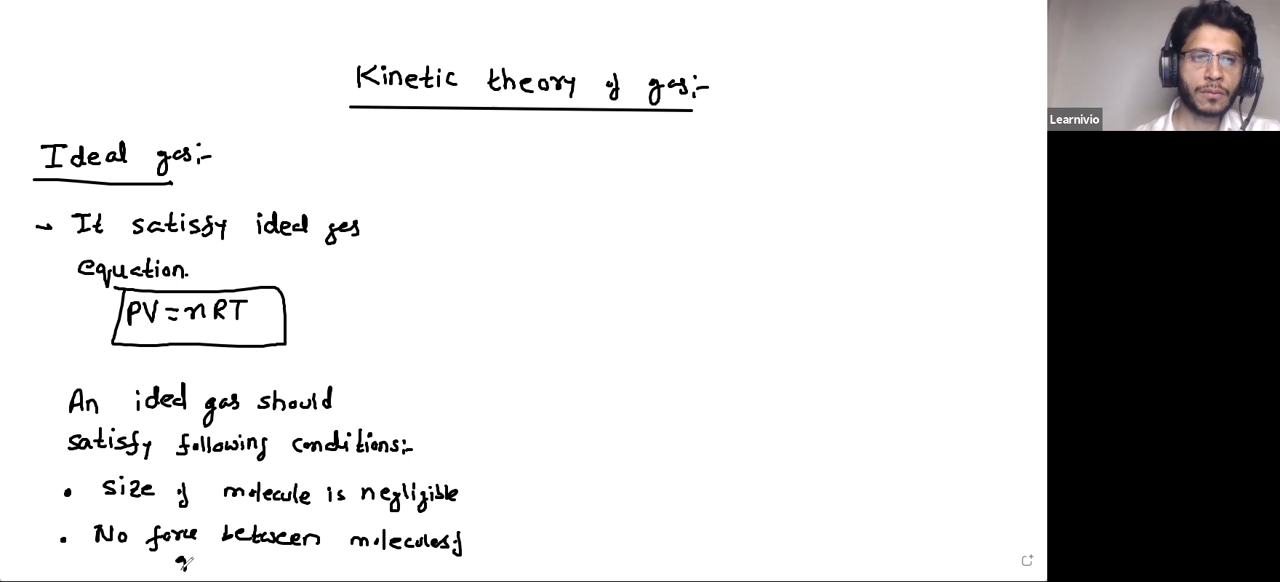 Kinetic theory of gas:-
Learnivio
Ideal gas:-
→ It satisfy ideal gas
equation.
PV = nRT
An ideal gas should
satisfy following conditions:-
• size of molecule is negligible
• No force between molecules of